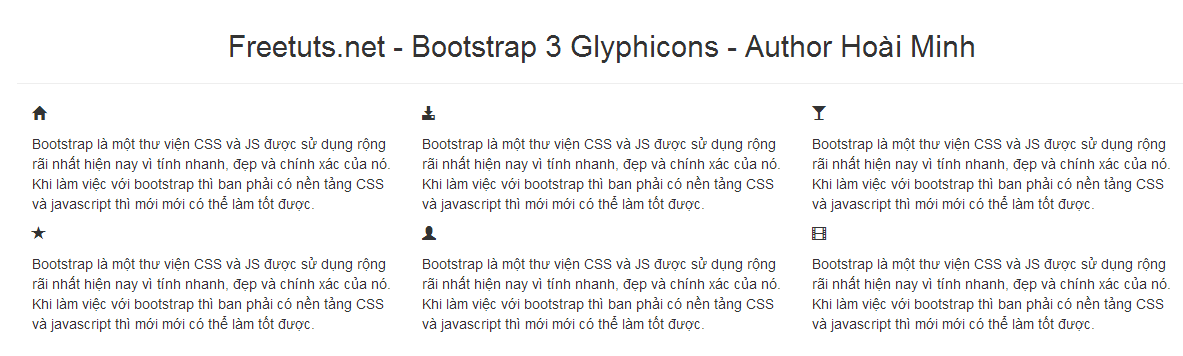 Freetuts.net - Bootstrap 3 Glyphicons - Author Hoài Minh
Bootstrap là một thư viện CSS và JS được sử dụng rộng
rãi nhất hiện nay vì tính nhanh, đẹp và chính xác của nó.
Khi làm việc với bootstrap thì ban phải có nền tảng CSS
và javascript thì mới mới có thể làm tốt được.
Bootstrap là một thư viện CSS và JS được sử dụng rộng
rãi nhất hiện nay vì tính nhanh, đẹp và chính xác của nó.
Khi làm việc với bootstrap thì ban phải có nền tảng CSS
và javascript thì mới mới có thể làm tốt được.
Bootstrap là một thư viện CSS và JS được sử dụng rộng
rãi nhất hiện nay vì tính nhanh, đẹp và chính xác của nó.
Khi làm việc với bootstrap thì ban phải có nền tảng CSS
và javascript thì mới mới có thể làm tốt được.
Bootstrap là một thư viện CSS và JS được sử dụng rộng
rãi nhất hiện nay vì tính nhanh, đẹp và chính xác của nó.
Khi làm việc với bootstrap thì ban phải có nền tảng CSS
và javascript thì mới mới có thể làm tốt được.
Bootstrap là một thư viện CSS và JS được sử dụng rộng
rãi nhất hiện nay vì tính nhanh, đẹp và chính xác của nó.
Khi làm việc với bootstrap thì ban phải có nền tảng CSS
và javascript thì mới mới có thể làm tốt được.
Bootstrap là một thư viện CSS và JS được sử dụng rộng
rãi nhất hiện nay vì tính nhanh, đẹp và chính xác của nó.
Khi làm việc với bootstrap thì ban phải có nền tảng CSS
và javascript thì mới mới có thể làm tốt được.